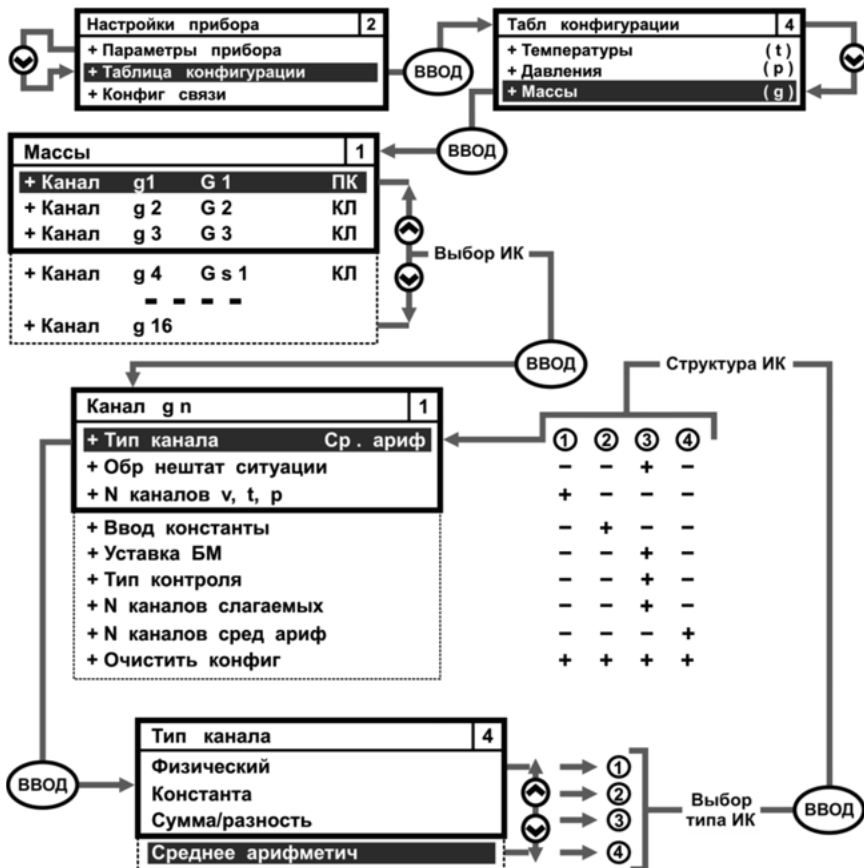 Настройки прибора 2
+ Параметры прибора
+ Таблица конфигурации
+ Конфиг связи
ВВОД
Табл конфигурации 4
+ Температуры (t)
+ Давления (p)
+ Массы (g)
ВВОД
Массы 1
+ Канал g1 G 1 ПК
+ Канал g 2 G 2 КЛ
+ Канал g 3 G 3 КЛ
+ Канал g 4 G s 1 КЛ
- - - -
+ Канал g 16
Выбор ИК
ВВОД
Структура ИК
Канал g n 1
+ Тип канала Ср . ариф 1 2 3 4
+ Обр нештат ситуации – – + –
+ N каналов v, t, p + – – –
+ Ввод константы – + – –
+ Уставка БМ – – + –
+ Тип контроля – – + –
+ N каналов слагаемых – – + –
+ N каналов сред ариф – – – +
+ Очистить конфиг + + + +
ВВОД
Тип канала 4
Физический 1
Константа 2
Сумма/разность 3
Среднее арифметич 4
Выбор
типа ИК
ВВОД